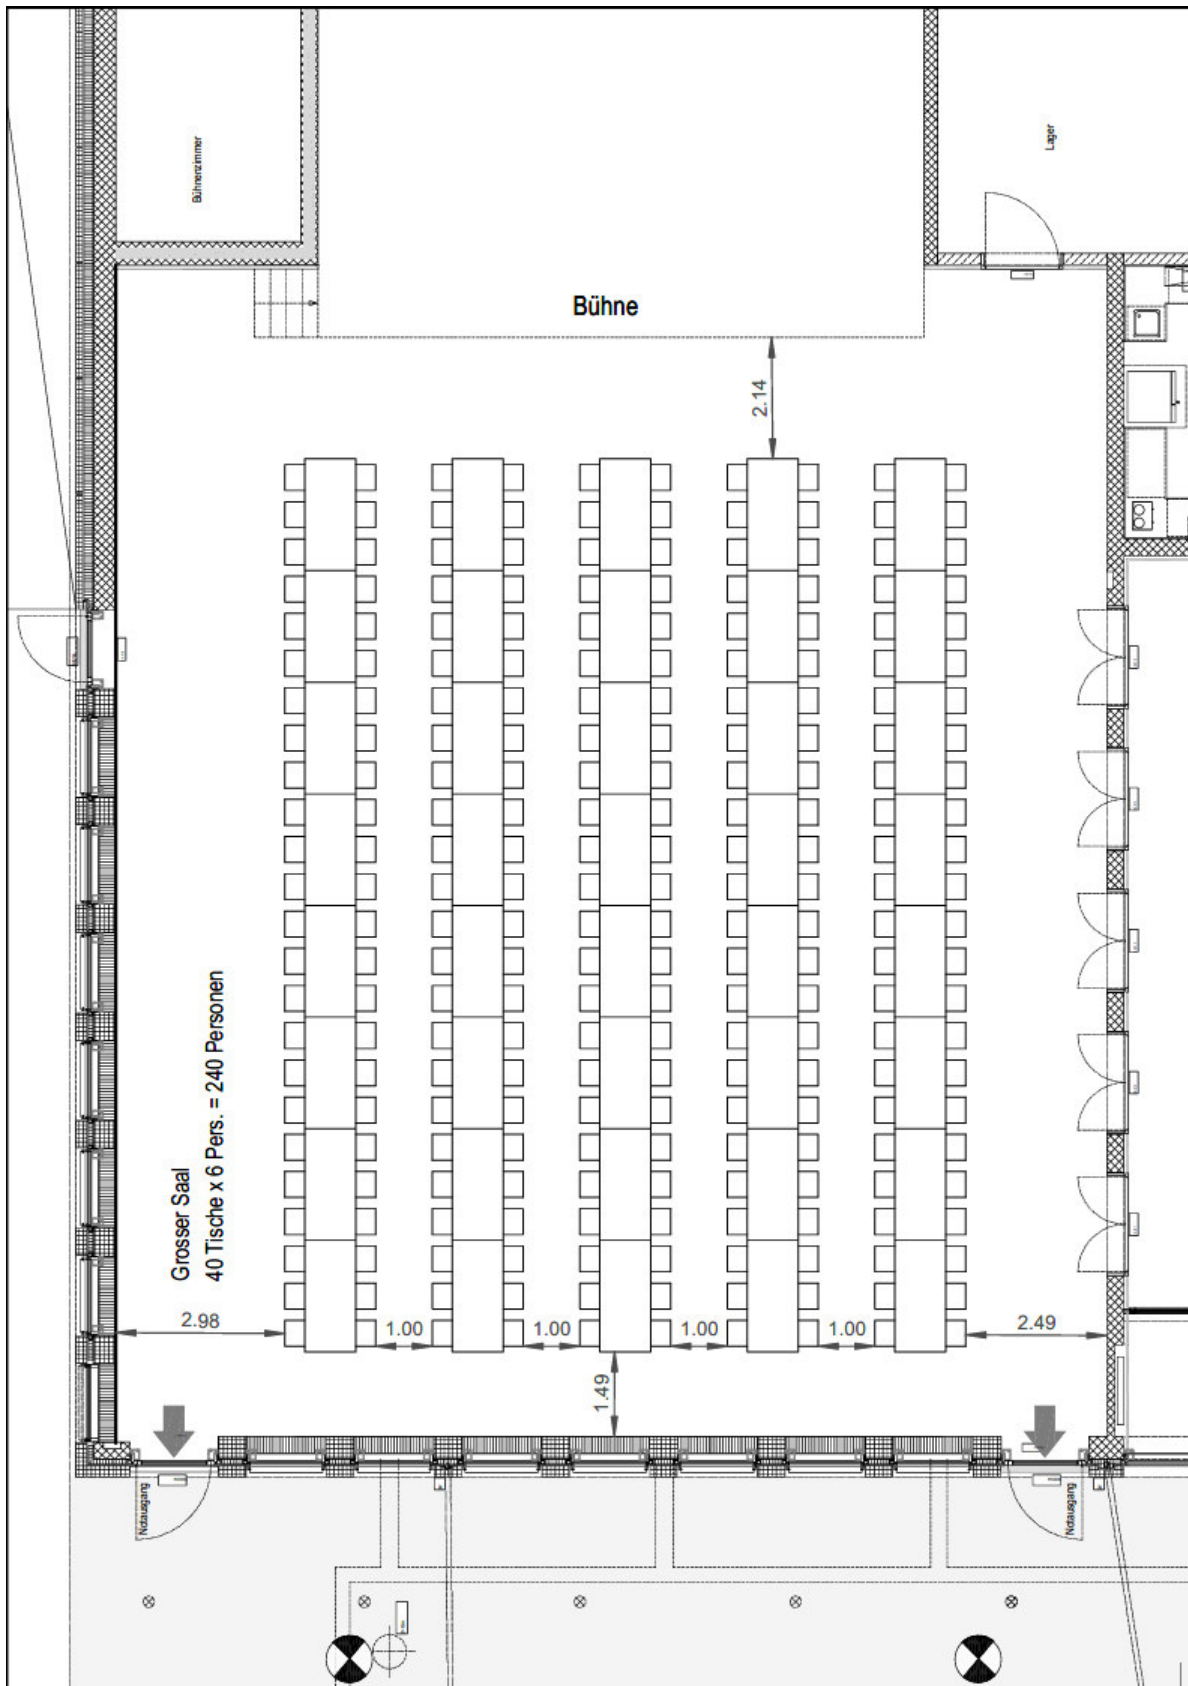 Bühnenzimmer
Lager
Bühne
2.14
Grosser Saal
40 Tische x 6 Pers. = 240 Personen
2.98
1.00
1.00
1.00
1.00
2.49
1.49
Notausgang
Notausgang